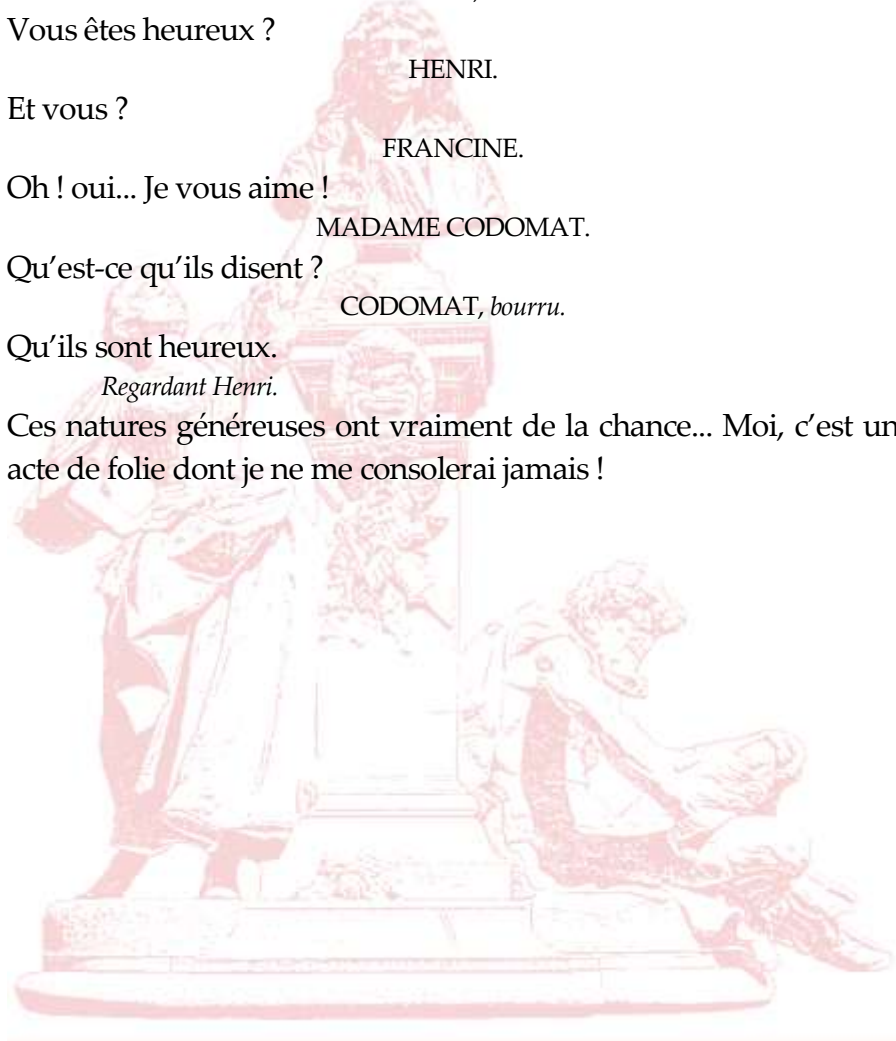 Vous êtes heureux ?
HENRI.
Et vous ?
FRANCINE.
Oh ! oui... Je vous aime !
MADAME CODOMAT.
Qu’est-ce qu’ils disent ?
CODOMAT, bourru.
Qu’ils sont heureux.
Regardant Henri.
Ces natures généreuses ont vraiment de la chance... Moi, c’est un
acte de folie dont je ne me consolerai jamais !